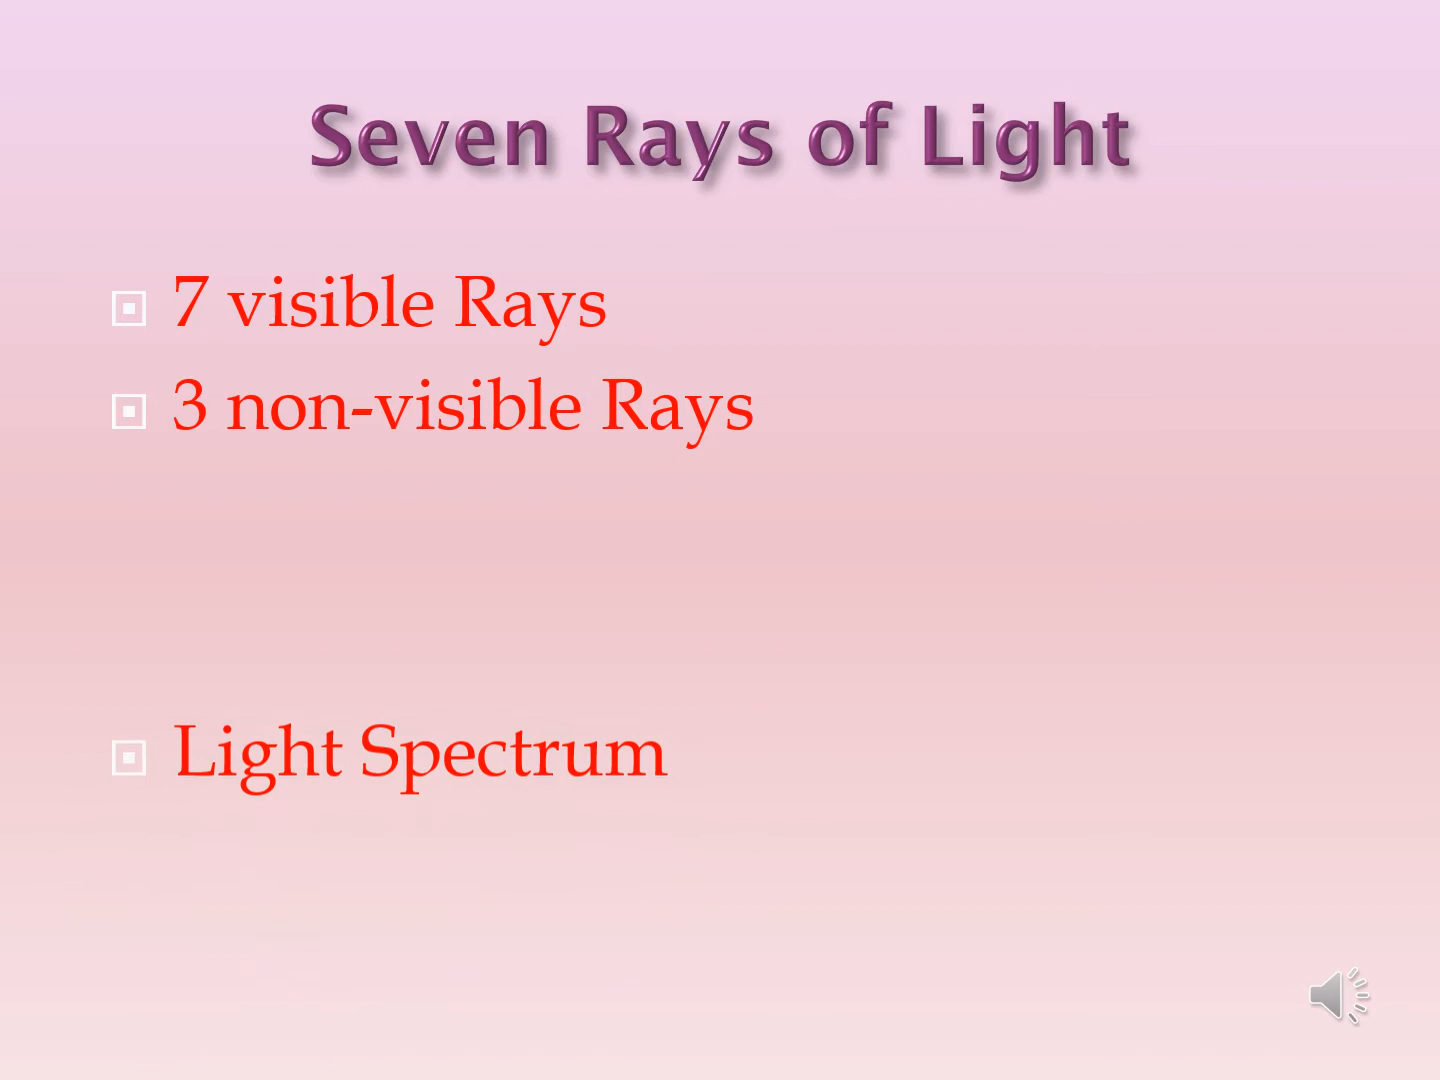 Seven Rays of Light
7 visible Rays
3 non-visible Rays
Light Spectrum